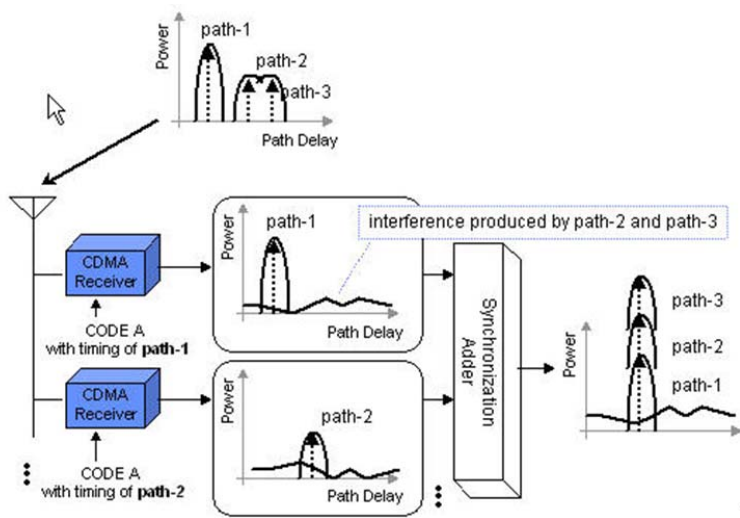 Power
path-1
path-2
path-3
Path Delay
CDMA
Receiver
CODE A
with timing of path-1
Power
path-1
Path Delay
interference produced by path-2 and path-3
CDMA
Receiver
CODE A
with timing of path-2
Power
path-2
Path Delay
Synchronization
Adder
Power
path-3
path-2
path-1